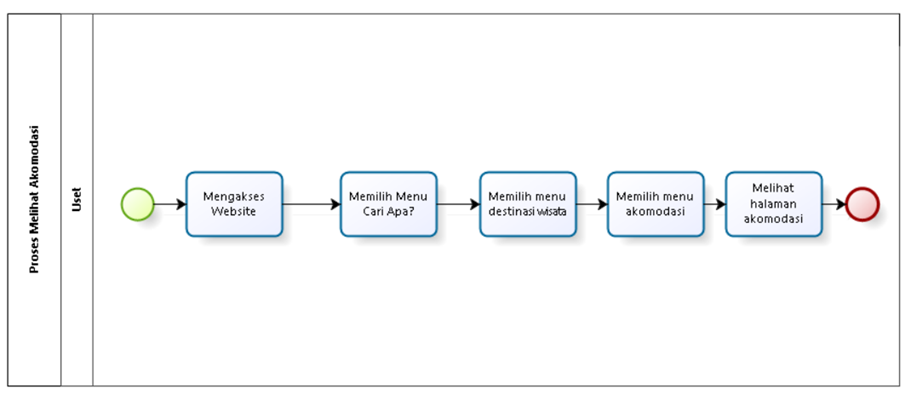 Proses Melihat Akomodasi
Uset
Mengakses
Website
Memilih Menu
Cari Apa?
Memilih menu
destinasi wisata
Memilih menu
akomodasi
Melihat
halaman
akomodasi